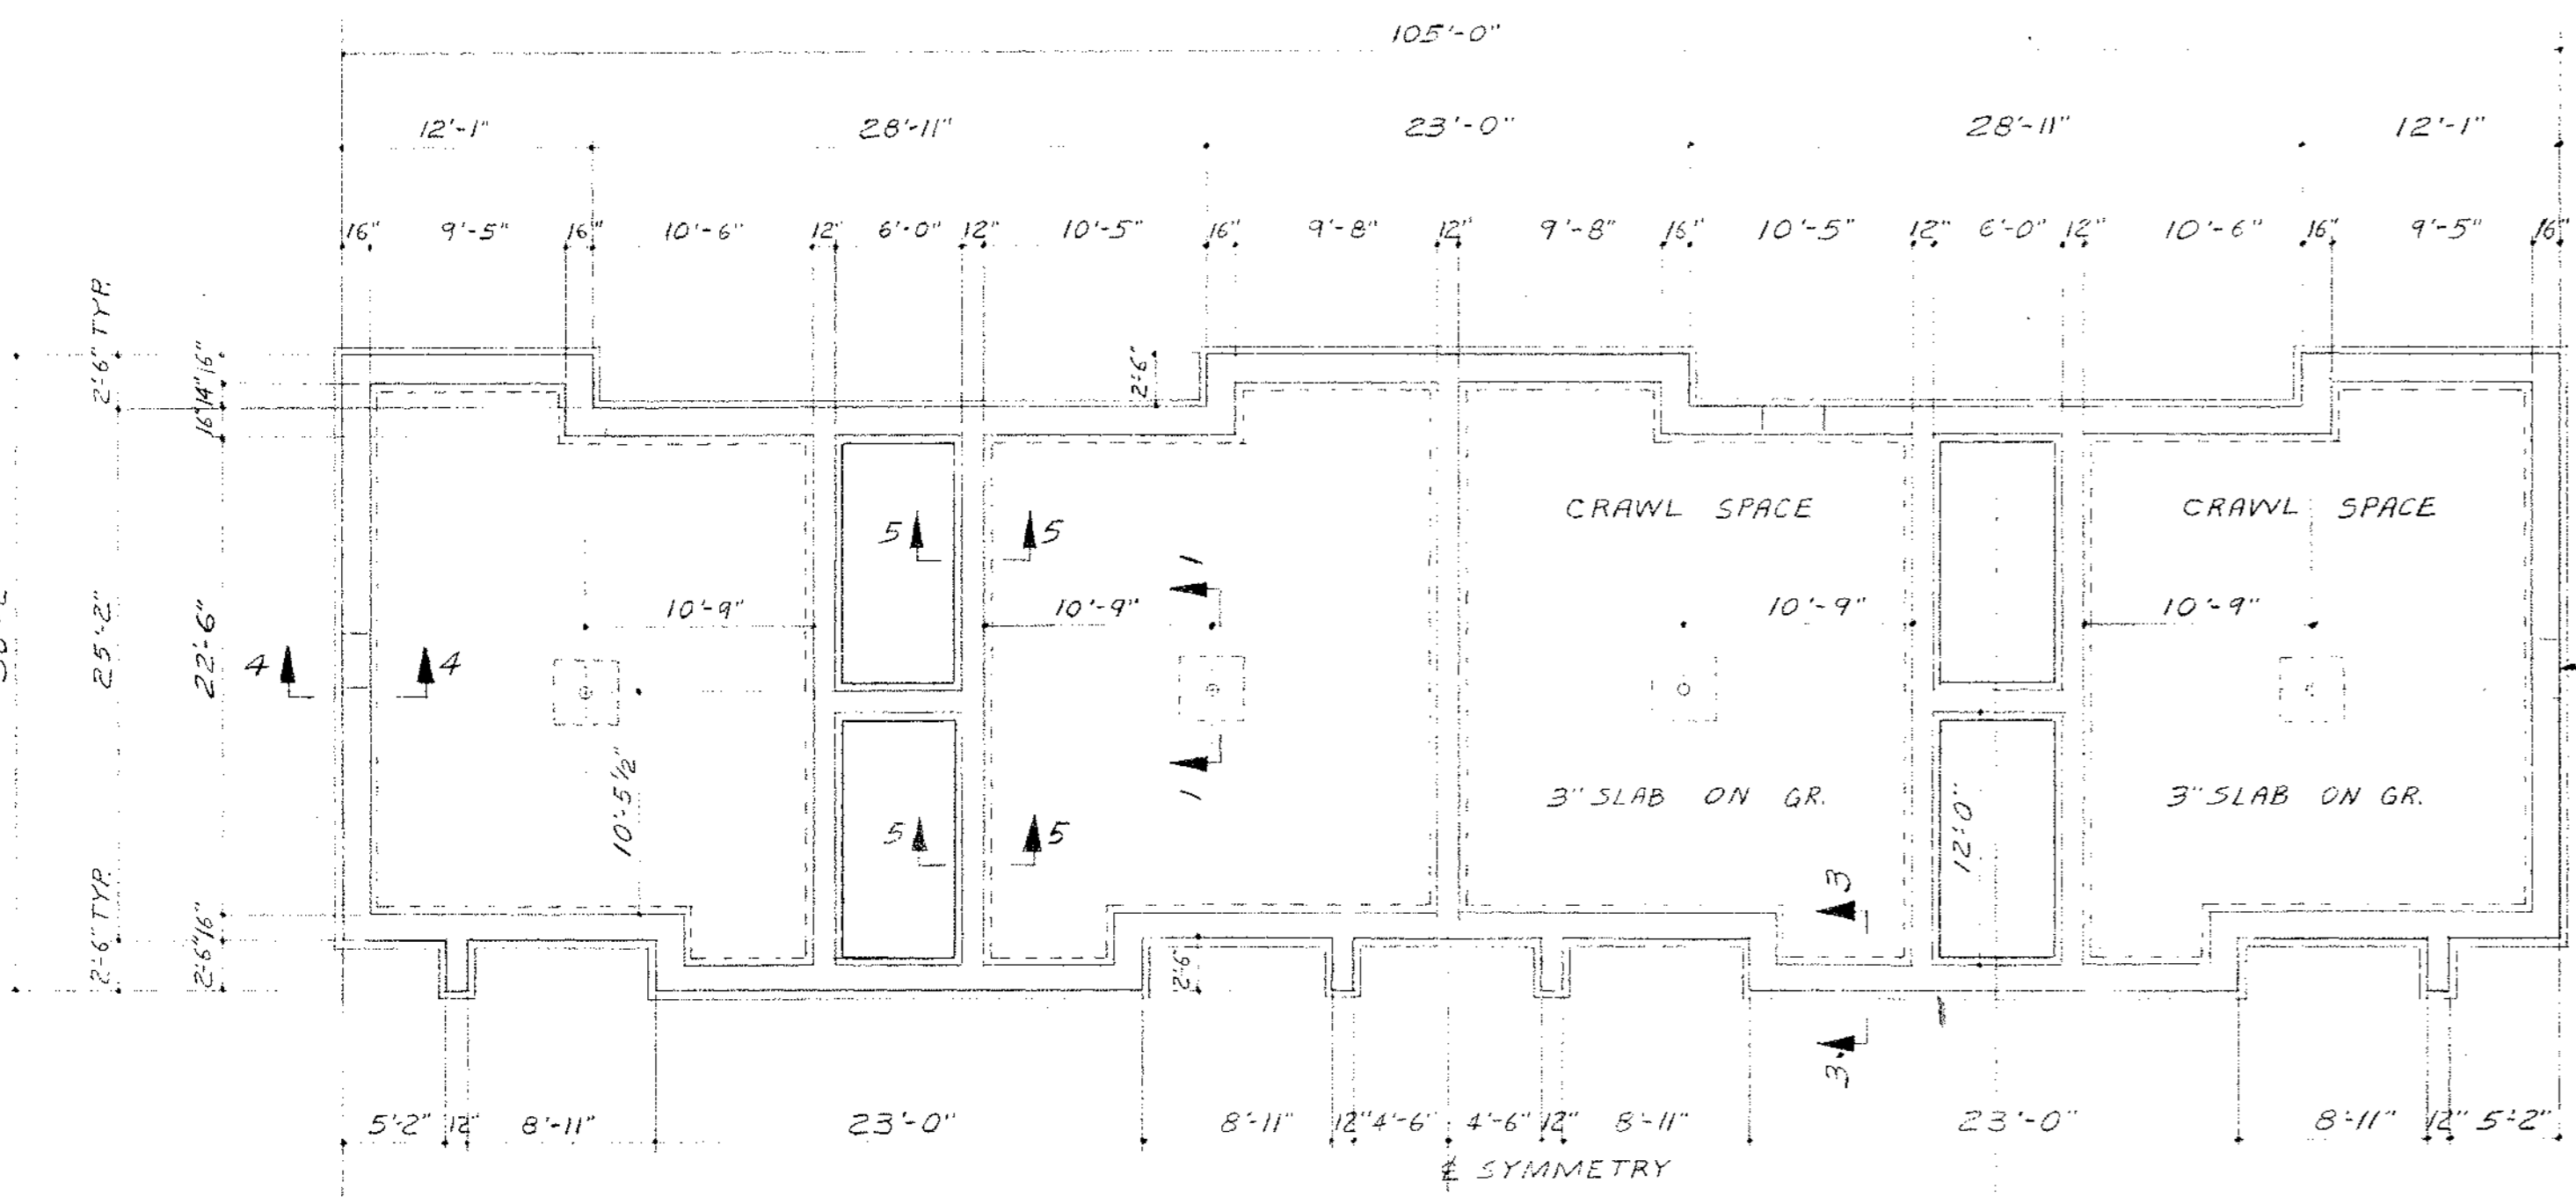 105'-0"
12'-1" 28'-11" 23'-0" 28'-11" 12'-1"
16" 9'-5" 16" 10'-6" 12" 6'-0" 12" 10'-5" 16" 9'-8" 12" 9'-8" 16" 10'-5" 12" 6'-0" 12" 10'-6" 16" 9'-5" 16"
2'-6" TYP.
16" 14" 16"
2'-6"
CRAWL SPACE CRAWL SPACE
5 5
1
10'-9" 10'-9" 10'-9" 10'-9"
25'-2"
22'-6"
4 4
10'-5½"
1
3" SLAB ON GR. 3" SLAB ON GR.
12'-0"
5 5
3
2'-6" TYP.
2'-6" 16"
2'-6"
3
5'-2" 12" 8'-11" 23'-0" 8'-11" 12" 4'-6" 4'-6" 12" 8'-11" 23'-0" 8'-11" 12" 5'-2"
℄ SYMMETRY